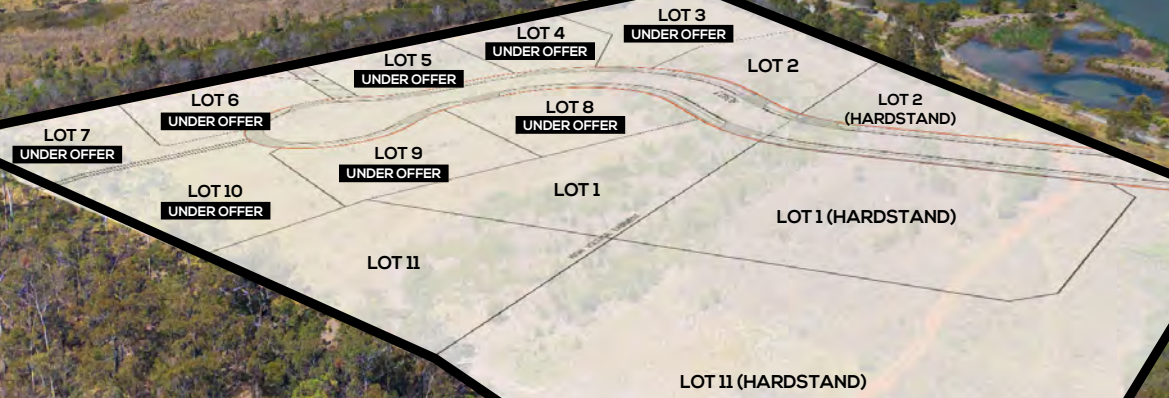 LOT 3
UNDER OFFER
LOT 4
UNDER OFFER
LOT 5
UNDER OFFER
LOT 2
LOT 6
UNDER OFFER
LOT 2
(HARDSTAND)
LOT 8
UNDER OFFER
LOT 7
UNDER OFFER
LOT 9
UNDER OFFER
LOT 10
UNDER OFFER
LOT 1
LOT 1 (HARDSTAND)
LOT 11
LOT 11 (HARDSTAND)